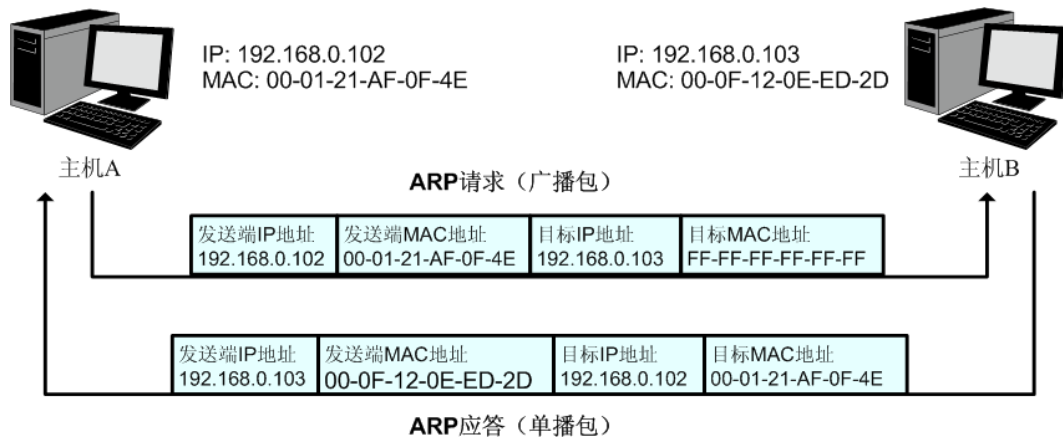 IP: 192.168.0.102
MAC: 00-01-21-AF-0F-4E
IP: 192.168.0.103
MAC: 00-0F-12-0E-ED-2D
主机A
主机B
ARP请求（广播包）
发送端IP地址 发送端MAC地址 目标IP地址 目标MAC地址
192.168.0.102 00-01-21-AF-0F-4E 192.168.0.103 FF-FF-FF-FF-FF-FF
发送端IP地址 发送端MAC地址 目标IP地址 目标MAC地址
192.168.0.103 00-0F-12-0E-ED-2D 192.168.0.102 00-01-21-AF-0F-4E
ARP应答（单播包）